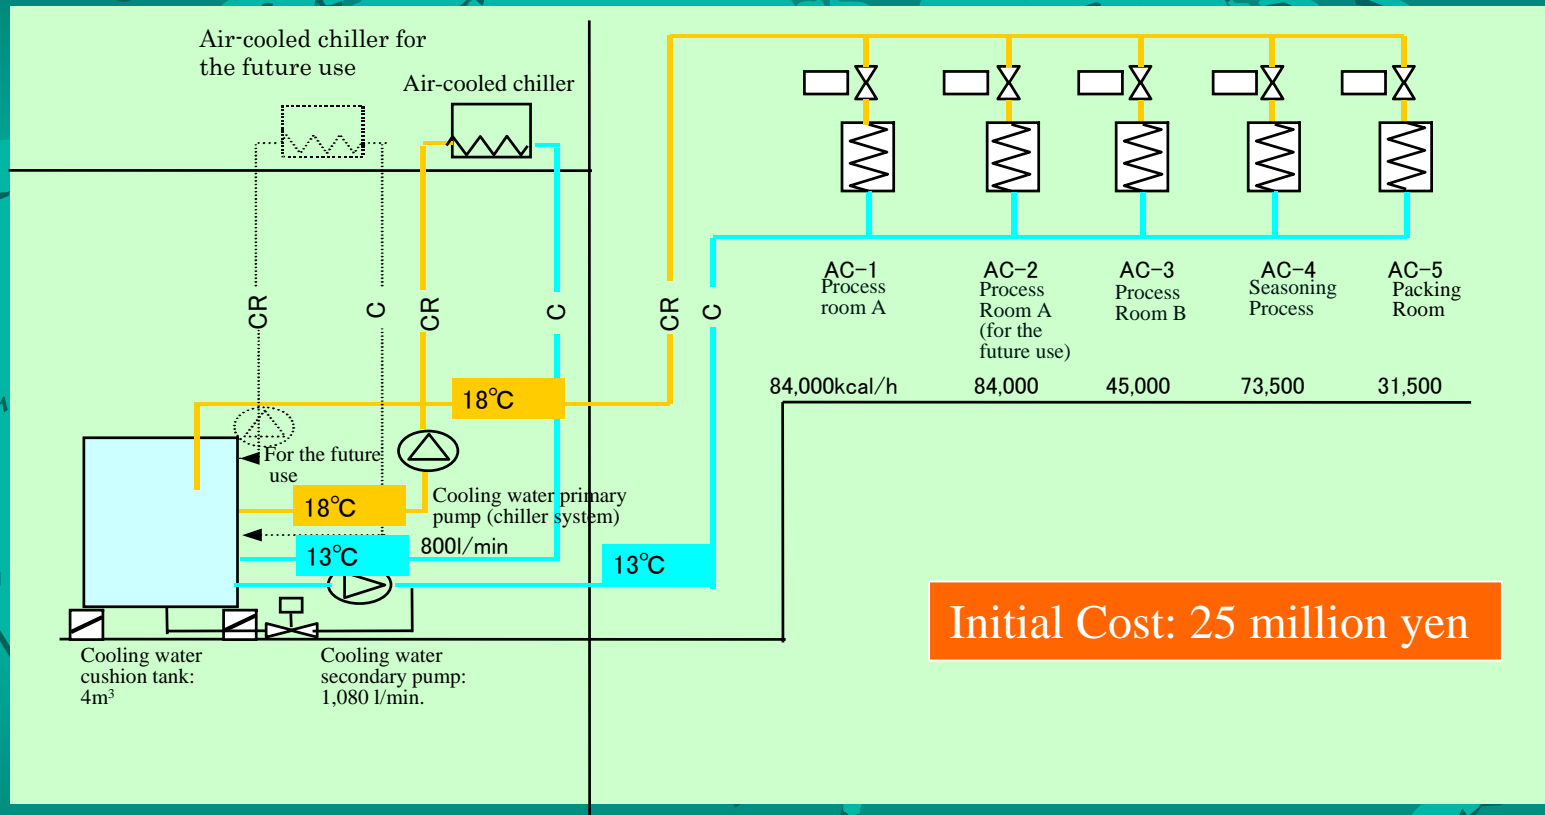 Air-cooled chiller for
the future use
Air-cooled chiller
CR
C
CR
C
CR
C
AC-1
Process
room A
AC-2
Process
Room A
(for the
future use)
AC-3
Process
Room B
AC-4
Seasoning
Process
AC-5
Packing
Room
84,000kcal/h
84,000
45,000
73,500
31,500
18℃
For the future
use
18℃
Cooling water primary
pump (chiller system)
800l/min
13℃
13℃
Initial Cost: 25 million yen
Cooling water
cushion tank:
4m³
Cooling water
secondary pump:
1,080 l/min.